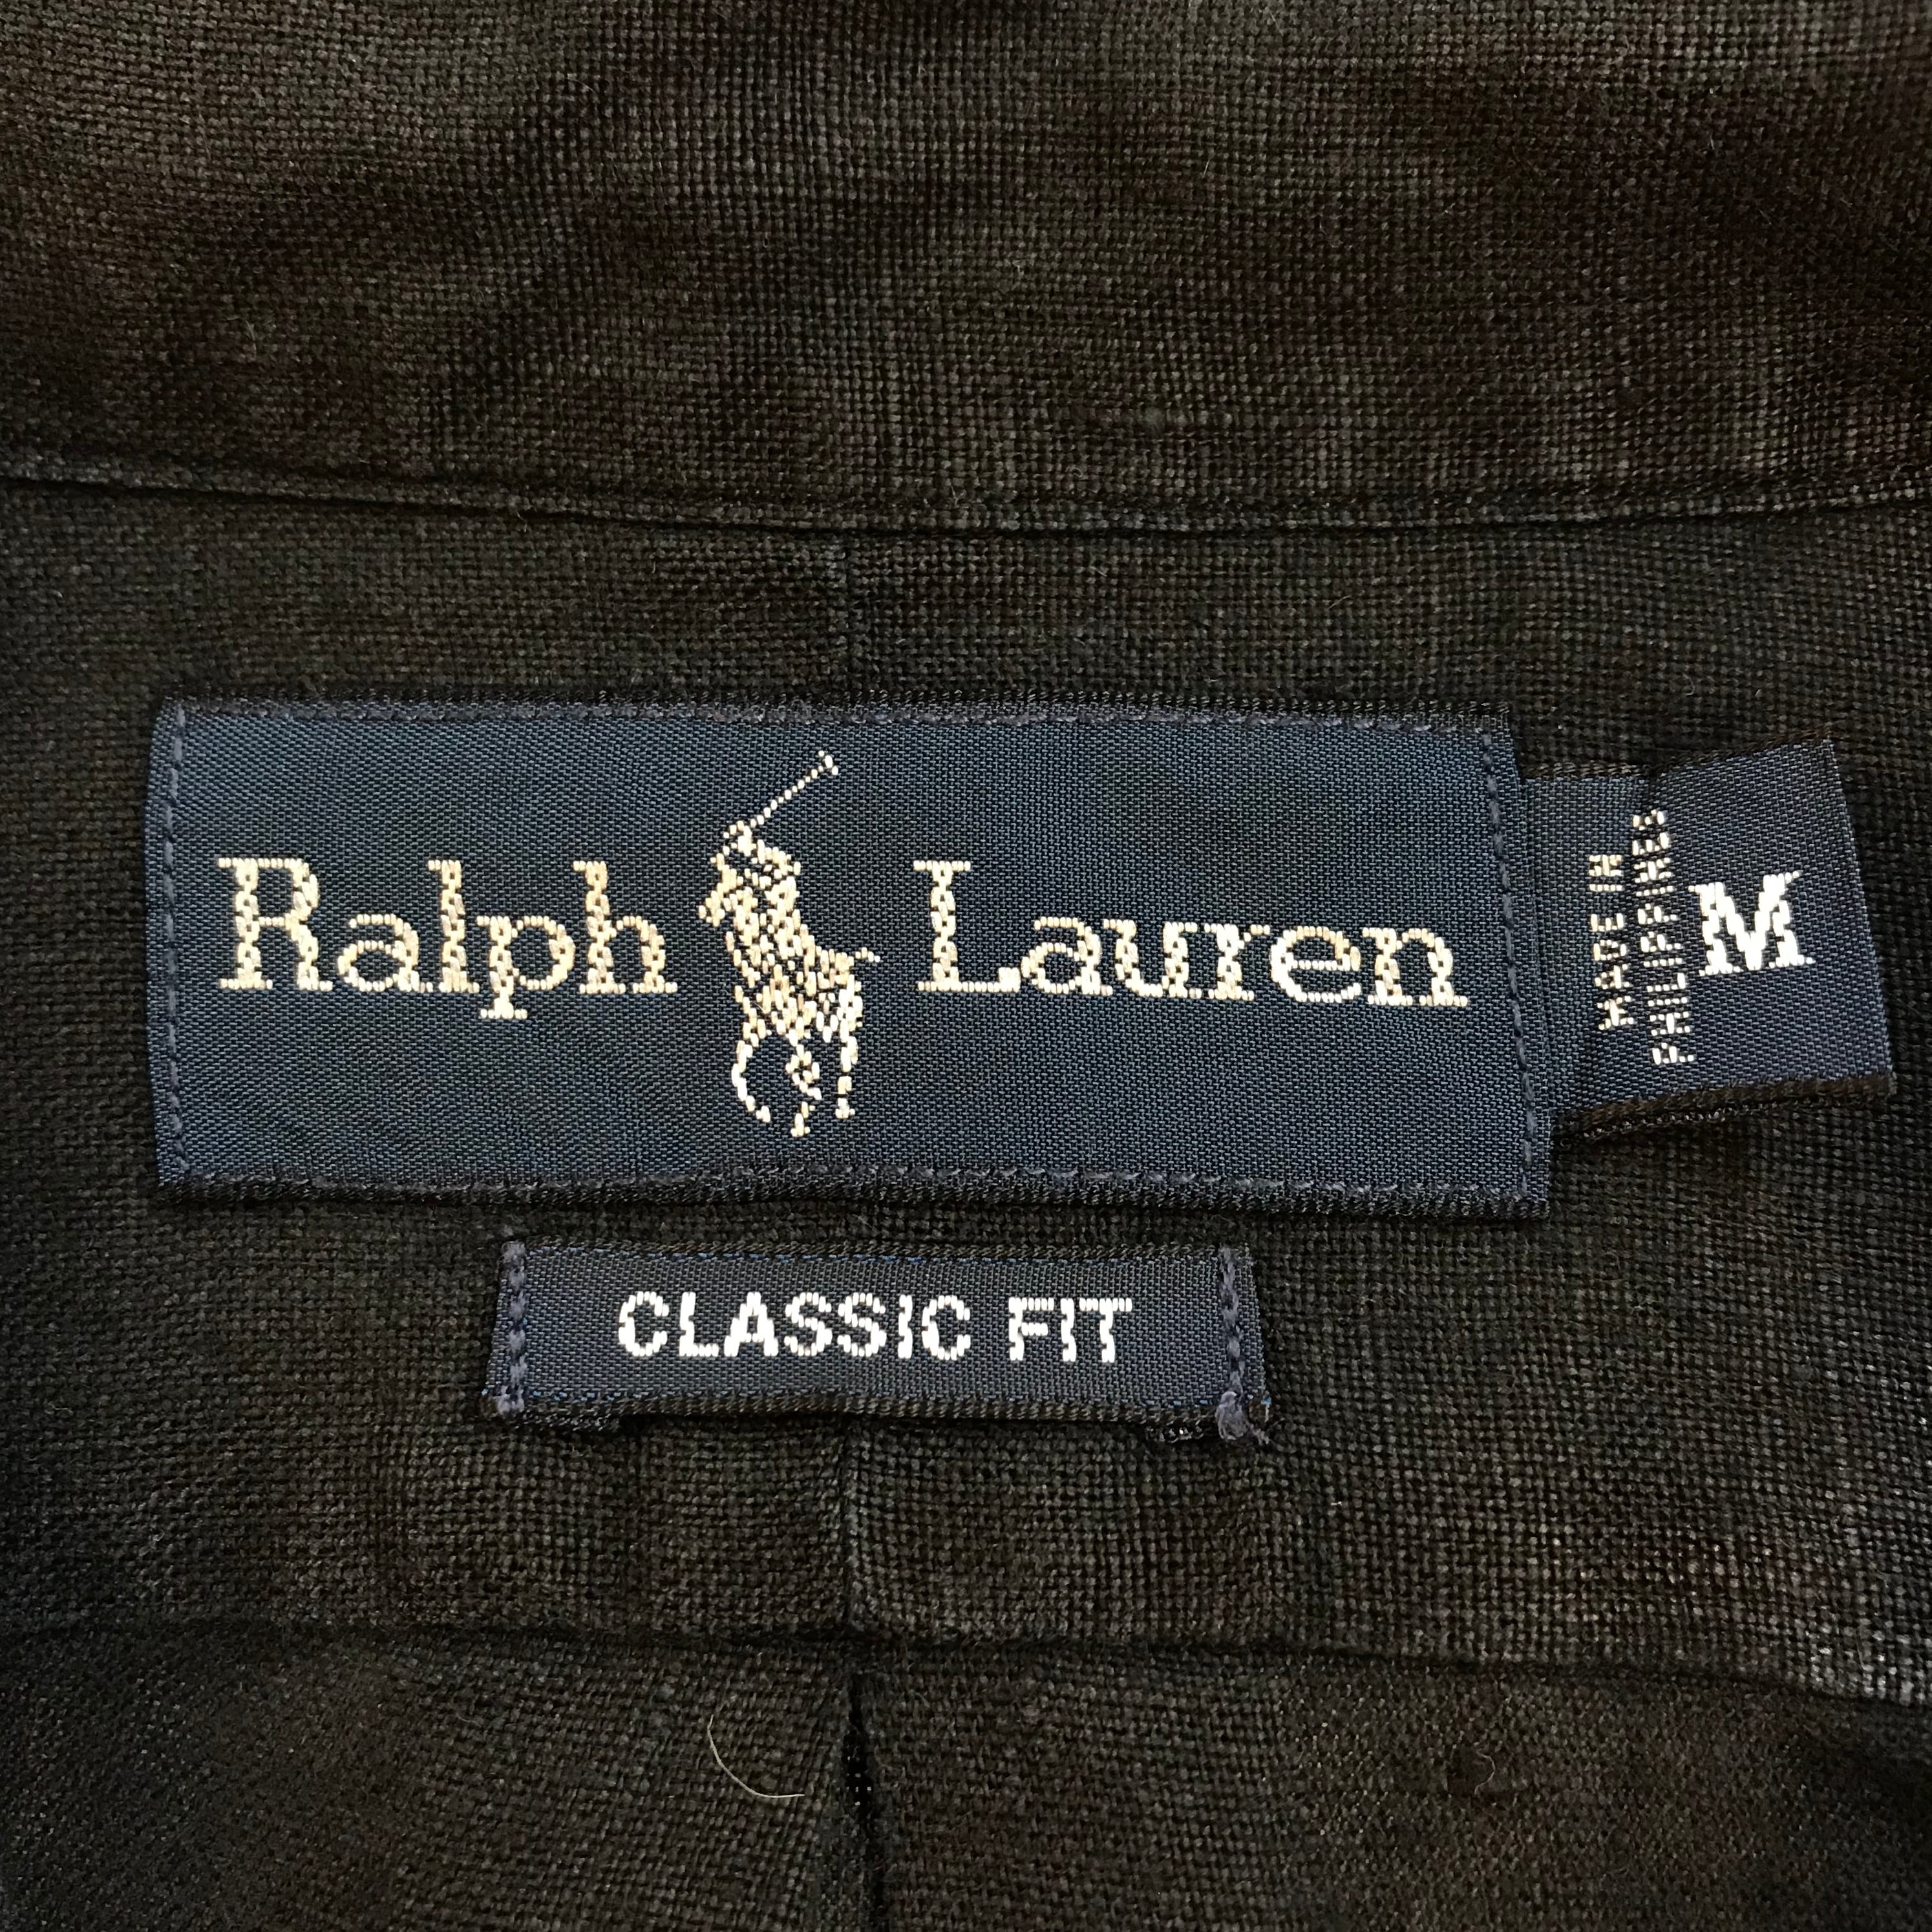 Ralph Lauren
MADE IN
PHILIPPINES
M
CLASSIC FIT